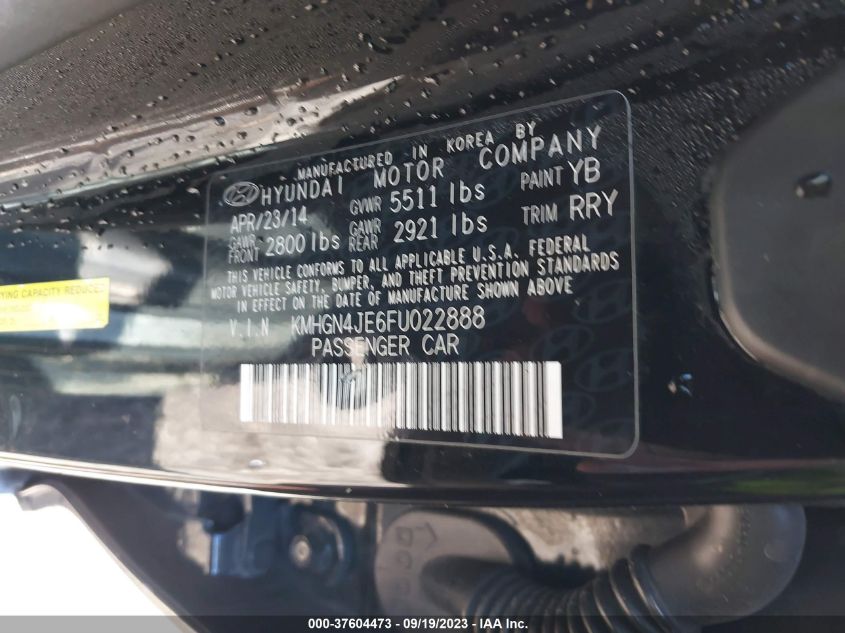 MANUFACTURED IN KOREA BY
HYUNDAI MOTOR COMPANY
APR/23/14 GVWR 5511 lbs PAINT YB
GAWR FRONT 2800 lbs GAWR REAR 2921 lbs TRIM RRY
THIS VEHICLE CONFORMS TO ALL APPLICABLE U.S.A. FEDERAL
MOTOR VEHICLE SAFETY, BUMPER, AND THEFT PREVENTION STANDARDS
IN EFFECT ON THE DATE OF MANUFACTURE SHOWN ABOVE
V.I.N KMHGN4JE6FU022888
PASSENGER CAR
CAPACITY REDUCED
000-37604473 - 09/19/2023 - IAA Inc.